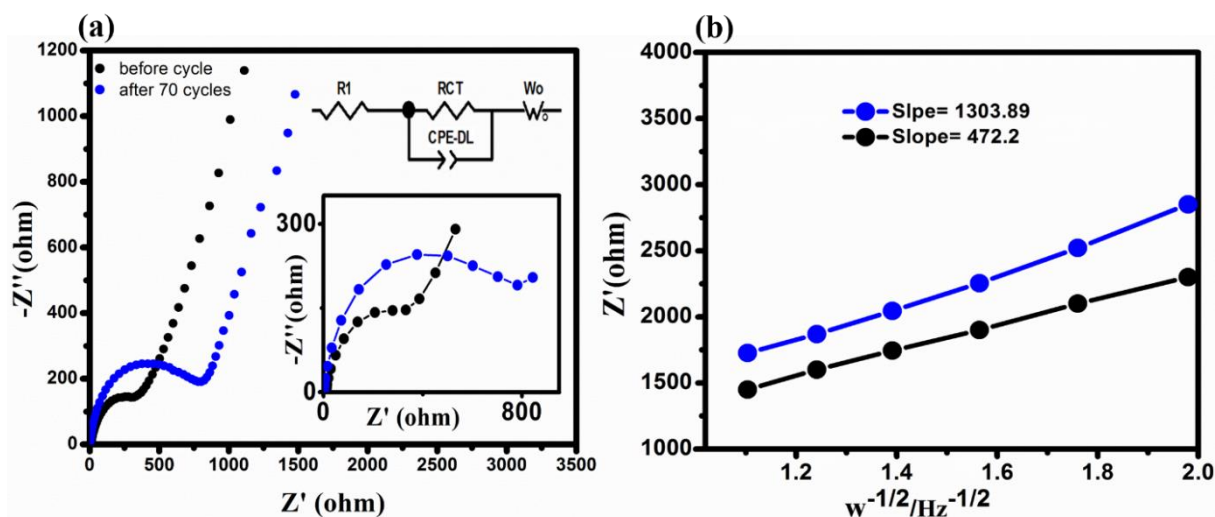 (a)
1200
1000
800
600
400
200
0
-Z''(ohm)
before cycle
after 70 cycles
R1 RCT Wo
CPE-DL
300
0
-Z''(ohm)
0 800
Z' (ohm)
0 500 1000 1500 2000 2500 3000 3500
Z' (ohm)
(b)
4000
3500
3000
2500
2000
1500
1000
Z'(ohm)
Slpe= 1303.89
Slope= 472.2
1.2 1.4 1.6 1.8 2.0
w-1/2/Hz-1/2